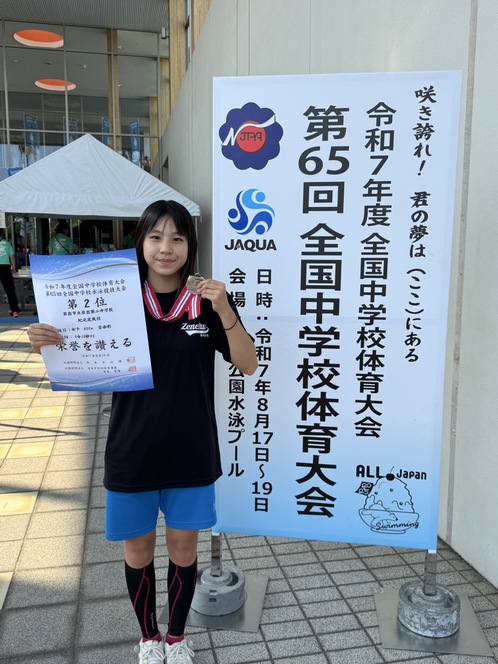 令和7年度全国中学校体育大会
第65回全国中学校水泳競技大会
第2位
栄誉を讃える
Zenchu
咲き誇れ! 君の夢は(ここ)にある
令和7年度 全国中学校体育大会
第65回 全国中学校体育大会
日時:令和7年8月17日~19日
会場
公園水泳プール
NJPA
JAQUA
ALL Japan
Swimming